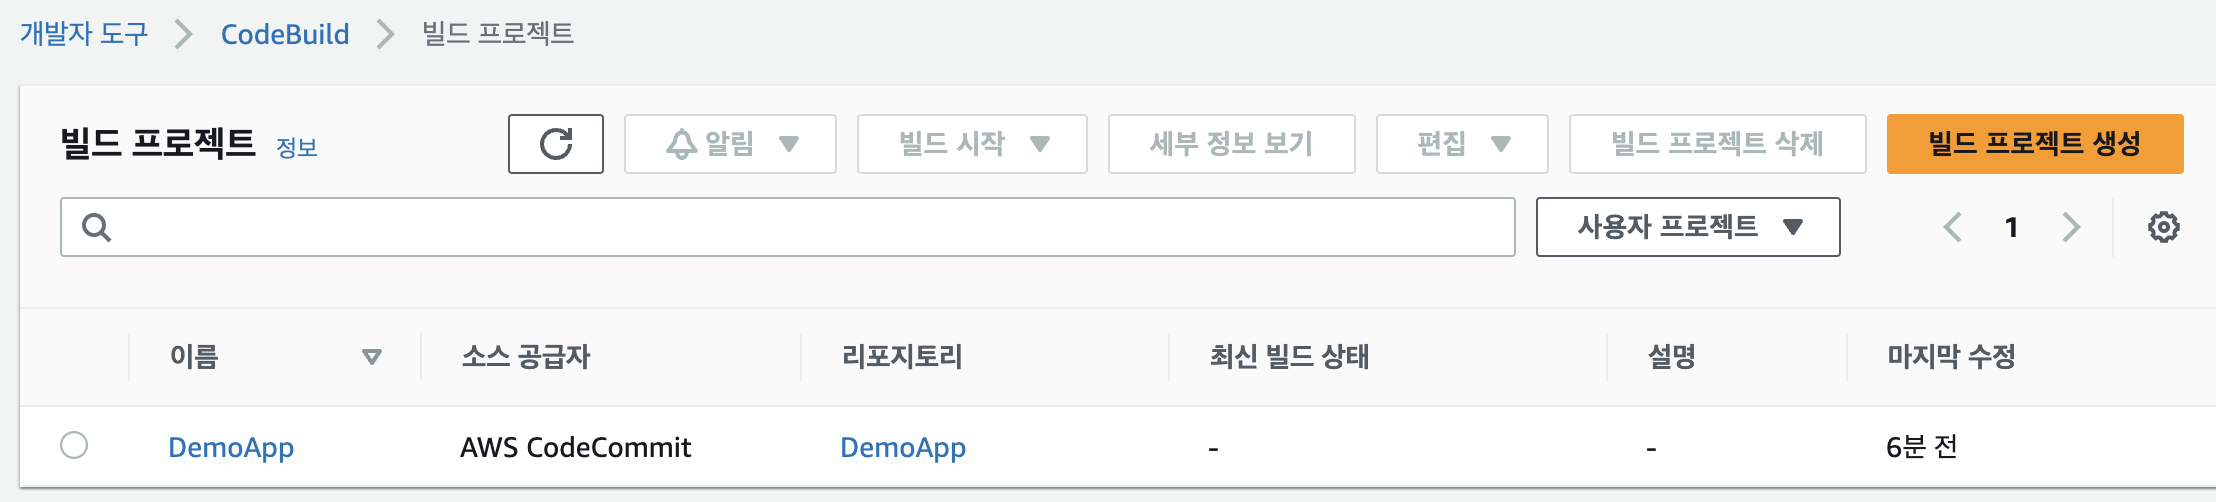 개발자 도구 CodeBuild 빌드 프로젝트
빌드 프로젝트 정보 알림 빌드 시작 세부 정보 보기 편집 빌드 프로젝트 삭제 빌드 프로젝트 생성
사용자 프로젝트 1
이름 소스 공급자 리포지토리 최신 빌드 상태 설명 마지막 수정
DemoApp AWS CodeCommit DemoApp - - 6분 전